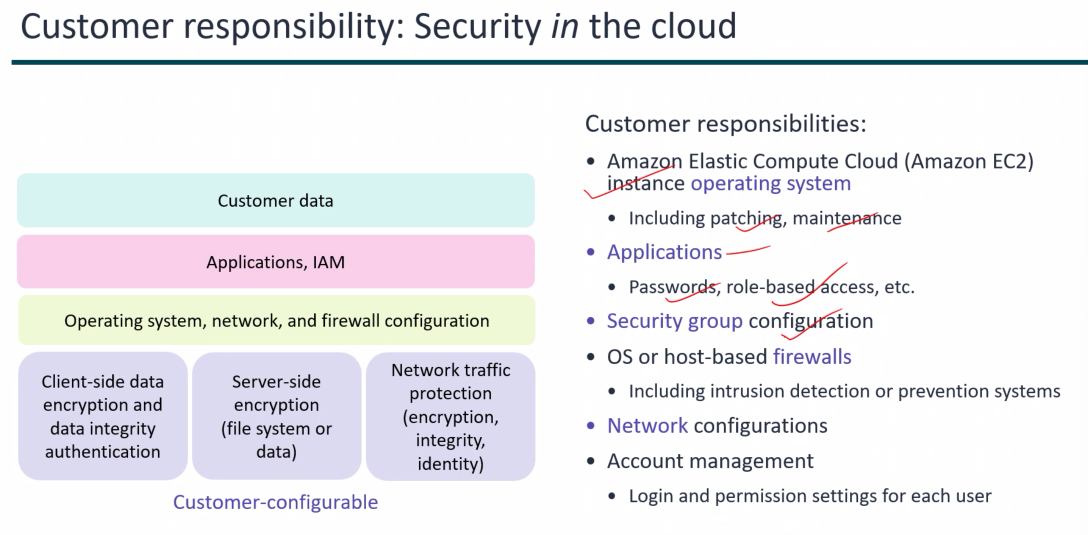 Customer responsibility: Security in the cloud
Customer data
Applications, IAM
Operating system, network, and firewall configuration
Client-side data
encryption and
data integrity
authentication
Server-side
encryption
(file system or
data)
Network traffic
protection
(encryption,
integrity,
identity)
Customer-configurable
Customer responsibilities:
• Amazon Elastic Compute Cloud (Amazon EC2)
instance operating system
• Including patching, maintenance
• Applications
• Passwords, role-based access, etc.
• Security group configuration
• OS or host-based firewalls
• Including intrusion detection or prevention systems
• Network configurations
• Account management
• Login and permission settings for each user